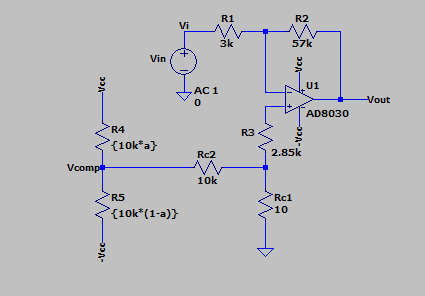 Vi
R1
3k
R2
57k
Vin
AC 1
0
Vcc
U1
AD8030
-Vcc
Vout
Vcc
R4
{10k*a}
R3
2.85k
Vcomp
Rc2
10k
R5
{10k*(1-a)}
Rc1
10
-Vcc